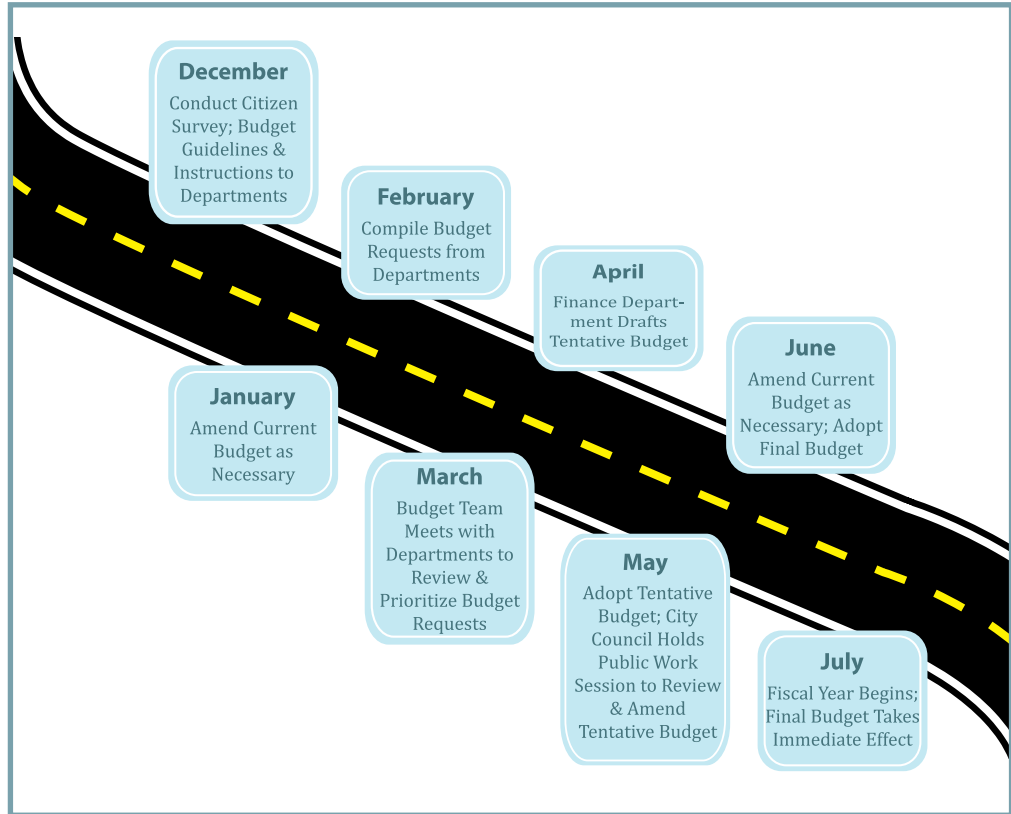 December
Conduct Citizen
Survey; Budget
Guidelines &
Instructions to
Departments
January
Amend Current
Budget as
Necessary
February
Compile Budget
Requests from
Departments
March
Budget Team
Meets with
Departments to
Review &
Prioritize Budget
Requests
April
Finance Depart-
ment Drafts
Tentative Budget
May
Adopt Tentative
Budget; City
Council Holds
Public Work
Session to Review
& Amend
Tentative Budget
June
Amend Current
Budget as
Necessary; Adopt
Final Budget
July
Fiscal Year Begins;
Final Budget Takes
Immediate Effect